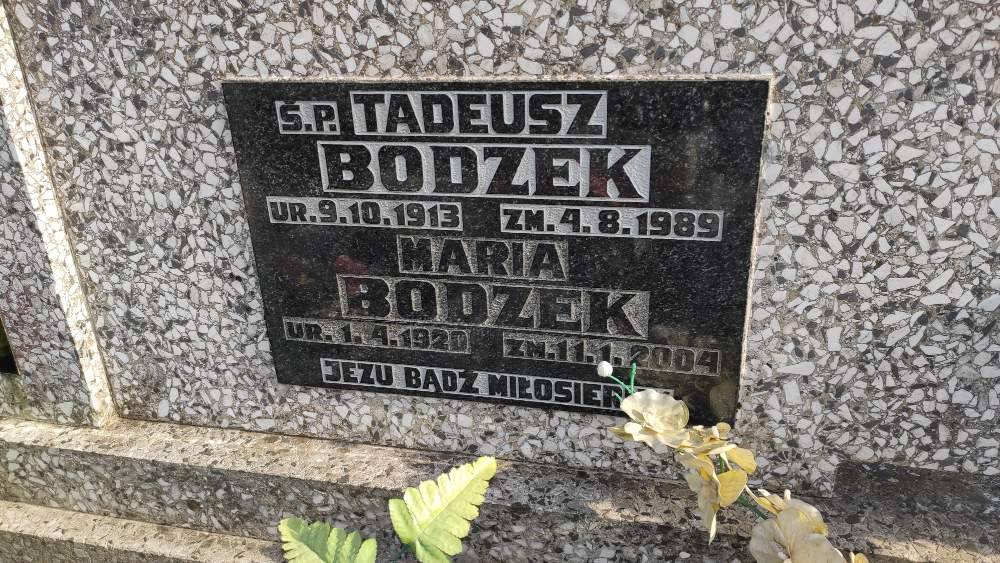 Ś.P. TADEUSZ
BODZEK
UR. 9.10.1913 ZM. 4.8.1989
MARIA
BODZEK
UR. 1.4.1920 ZM. 11.1.2004
JEZU BĄDŹ